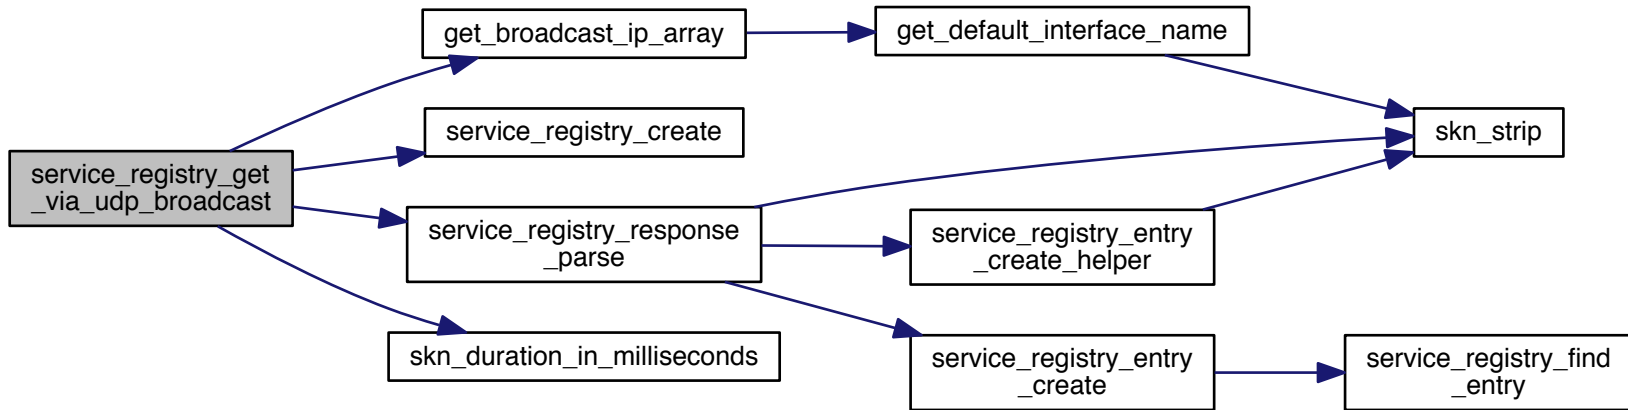 service_registry_get
_via_udp_broadcast
get_broadcast_ip_array
get_default_interface_name
service_registry_create
skn_strip
service_registry_response
_parse
service_registry_entry
_create_helper
skn_duration_in_milliseconds
service_registry_entry
_create
service_registry_find
_entry